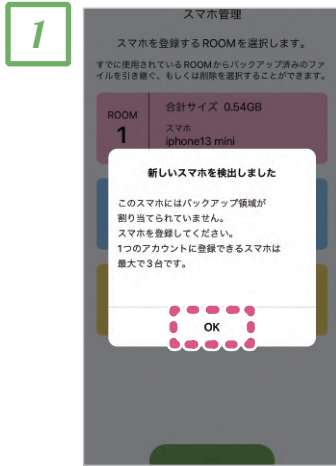 1
スマホ管理
スマホを登録するROOMを選択します。
すでに使用されているROOMからバックアップ済みのファ
イルを引き継ぐ、もしくは削除を選択することができます。
ROOM
1
合計サイズ 0.54GB
スマホ
iphone13 mini
新しいスマホを検出しました
このスマホにはバックアップ領域が
割り当てられていません。
スマホを登録してください。
1つのアカウントに登録できるスマホは
最大で3台です。
OK